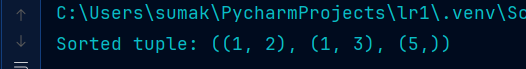 C:\Users\sumak\PycharmProjects\lr1\.venv\Sc
Sorted tuple: ((1, 2), (1, 3), (5,))